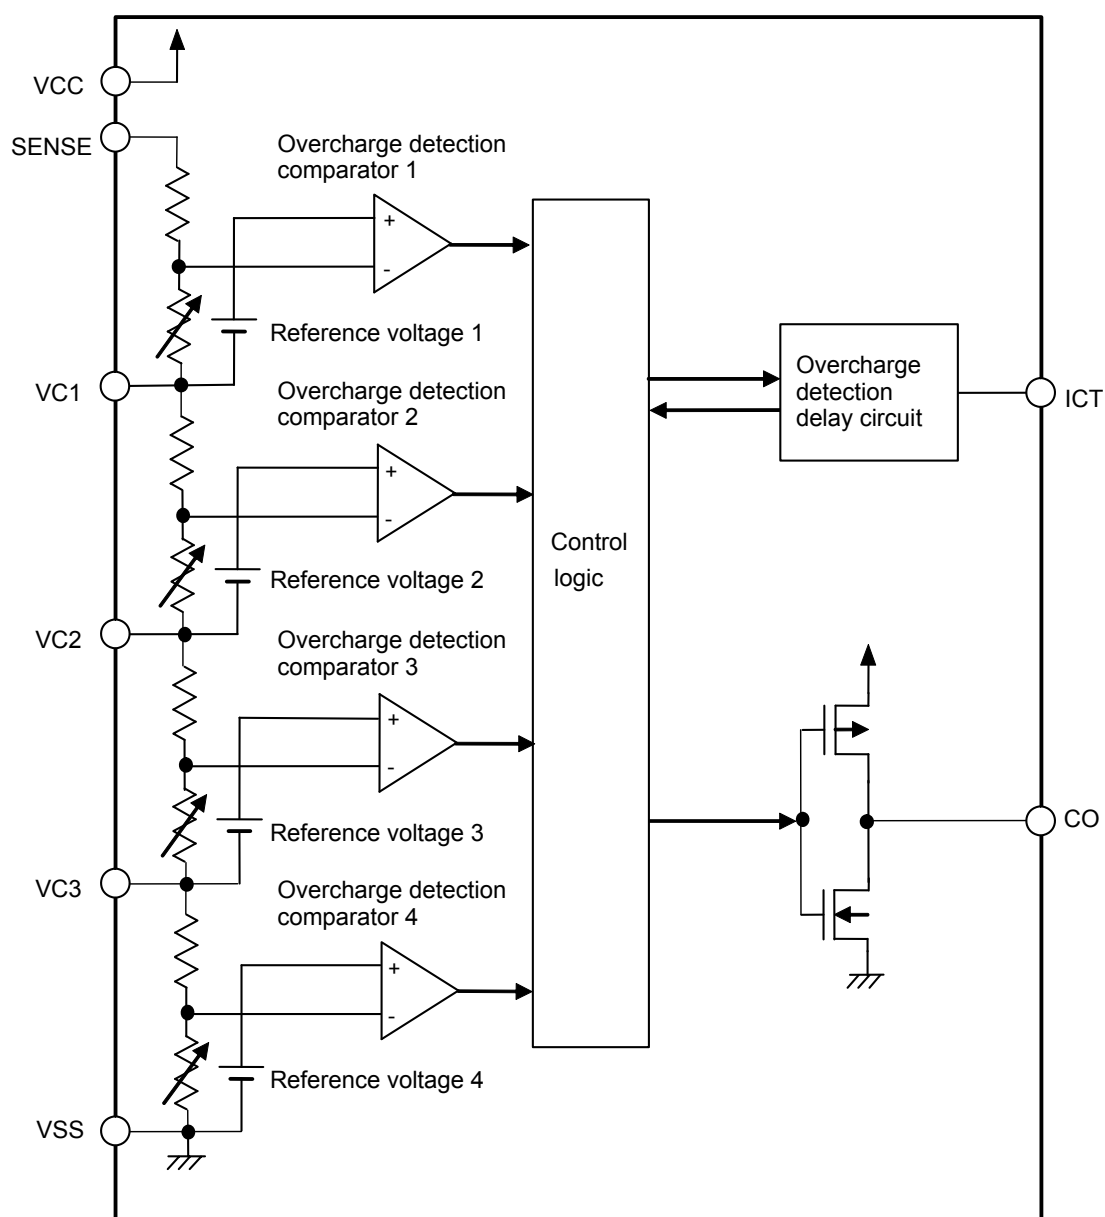 VCC
SENSE
Overcharge detection
comparator 1
+
-
Reference voltage 1
VC1
Overcharge detection
comparator 2
+
-
Reference voltage 2
VC2
Overcharge detection
comparator 3
+
-
Reference voltage 3
VC3
Overcharge detection
comparator 4
+
-
Reference voltage 4
VSS
Control
logic
Overcharge
detection
delay circuit
ICT
CO